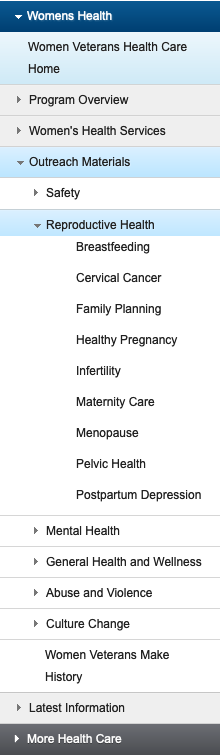 Womens Health
Women Veterans Health Care
Home
Program Overview
Women's Health Services
Outreach Materials
Safety
Reproductive Health
Breastfeeding
Cervical Cancer
Family Planning
Healthy Pregnancy
Infertility
Maternity Care
Menopause
Pelvic Health
Postpartum Depression
Mental Health
General Health and Wellness
Abuse and Violence
Culture Change
Women Veterans Make
History
Latest Information
More Health Care